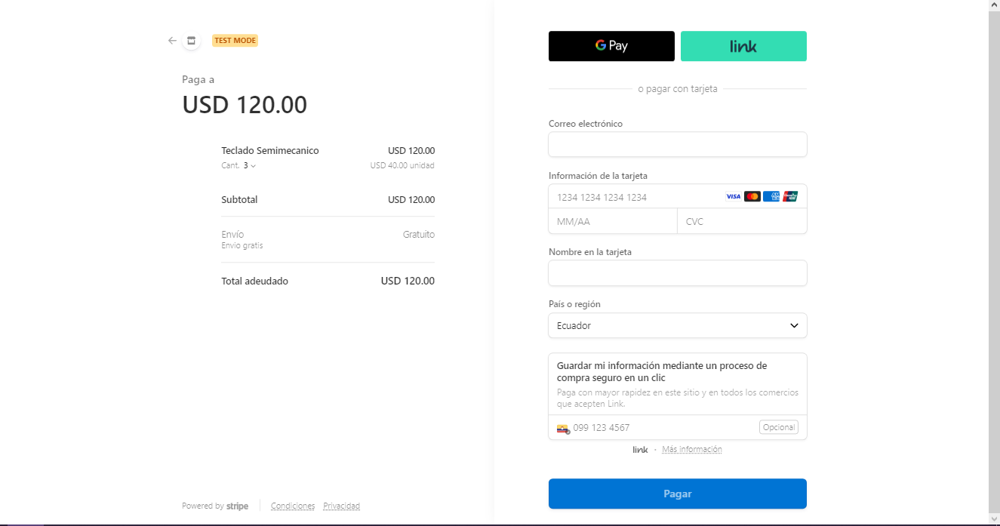 TEST MODE
Paga a
USD 120.00
Teclado Semimecanico USD 120.00
Cant. 3 USD 40.00 unidad
Subtotal USD 120.00
Envío Gratuito
Envio gratis
Total adeudado USD 120.00
Powered by stripe Condiciones Privacidad
G Pay link
o pagar con tarjeta
Correo electrónico
Información de la tarjeta
1234 1234 1234 1234 VISA
MM/AA CVC
Nombre en la tarjeta
País o región
Ecuador
Guardar mi información mediante un proceso de
compra seguro en un clic
Paga con mayor rapidez en este sitio y en todos los comercios
que acepten Link.
099 123 4567 Opcional
link · Más información
Pagar